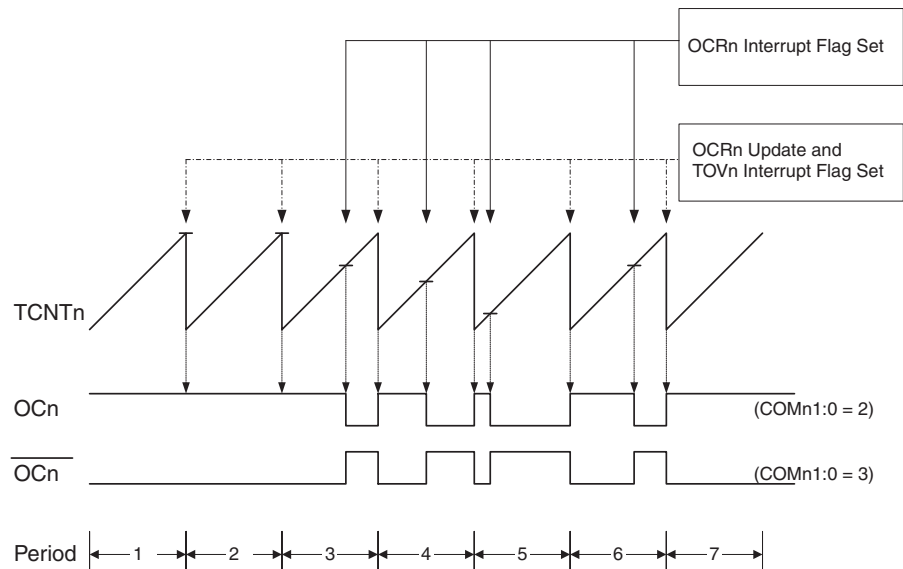 OCRn Interrupt Flag Set
OCRn Update and
TOVn Interrupt Flag Set
TCNTn
OCn
(COMn1:0 = 2)
OCn
(COMn1:0 = 3)
Period 1 2 3 4 5 6 7